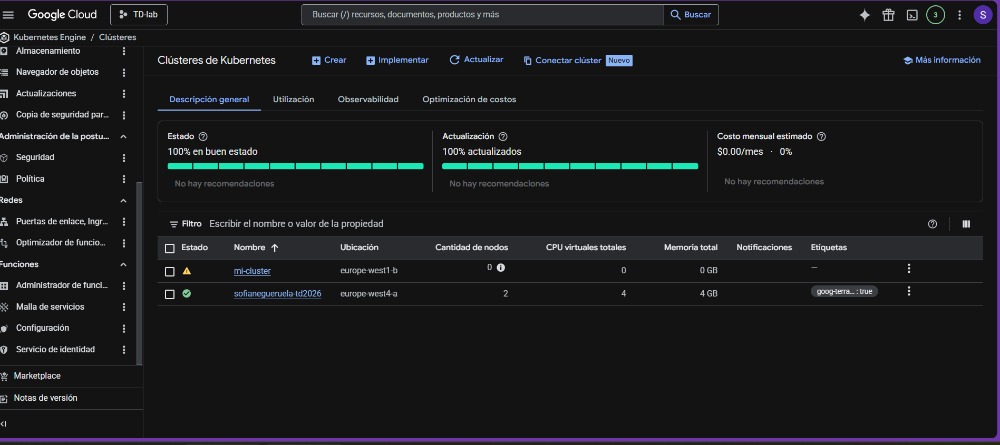 Google Cloud
TD-lab
Buscar (/) recursos, documentos, productos y más
Buscar
3
S
Kubernetes Engine / Clústeres
Almacenamiento
Navegador de objetos
Actualizaciones
Copia de seguridad par...
Administración de la postu...
Seguridad
Política
Redes
Puertas de enlace, Ingr...
Optimizador de funcio...
Funciones
Administrador de funci...
Malla de servicios
Configuración
Servicio de identidad
Marketplace
Notas de versión
Clústeres de Kubernetes
Crear
Implementar
Actualizar
Conectar clúster Nuevo
Más información
Descripción general
Utilización
Observabilidad
Optimización de costos
Estado
100% en buen estado
No hay recomendaciones
Actualización
100% actualizados
No hay recomendaciones
Costo mensual estimado
$0.00/mes · 0%
No hay recomendaciones
Filtro Escribir el nombre o valor de la propiedad
Estado Nombre Ubicación Cantidad de nodos CPU virtuales totales Memoria total Notificaciones Etiquetas
mi-cluster europe-west1-b 0 0 0 GB —
sofianegueruela-td2026 europe-west4-a 2 4 4 GB goog-terra... : true